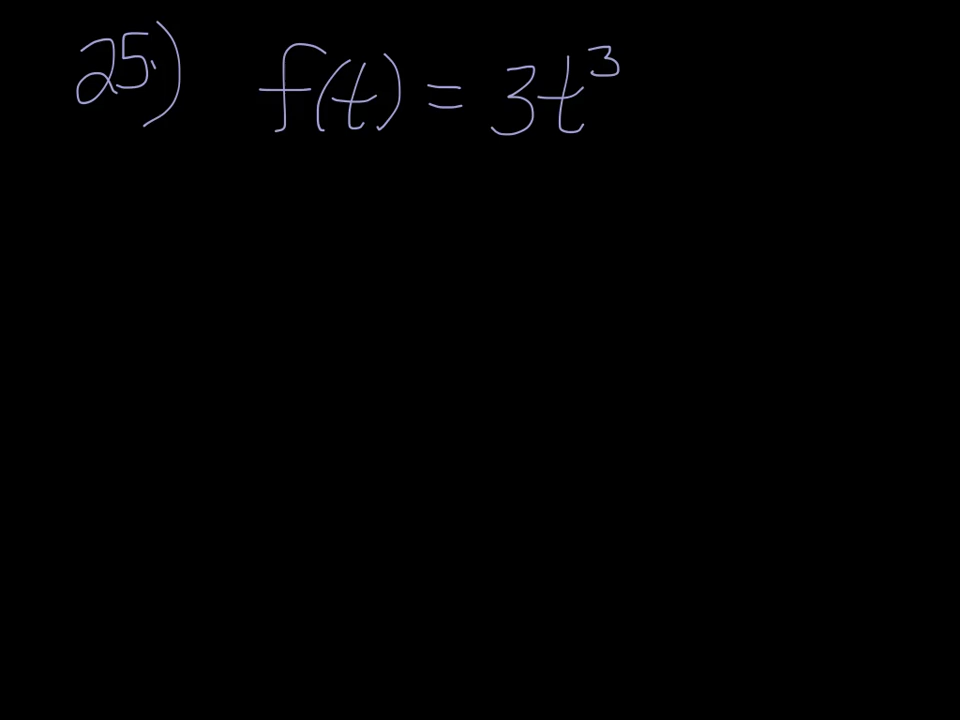 25.) f(t) = 3t³